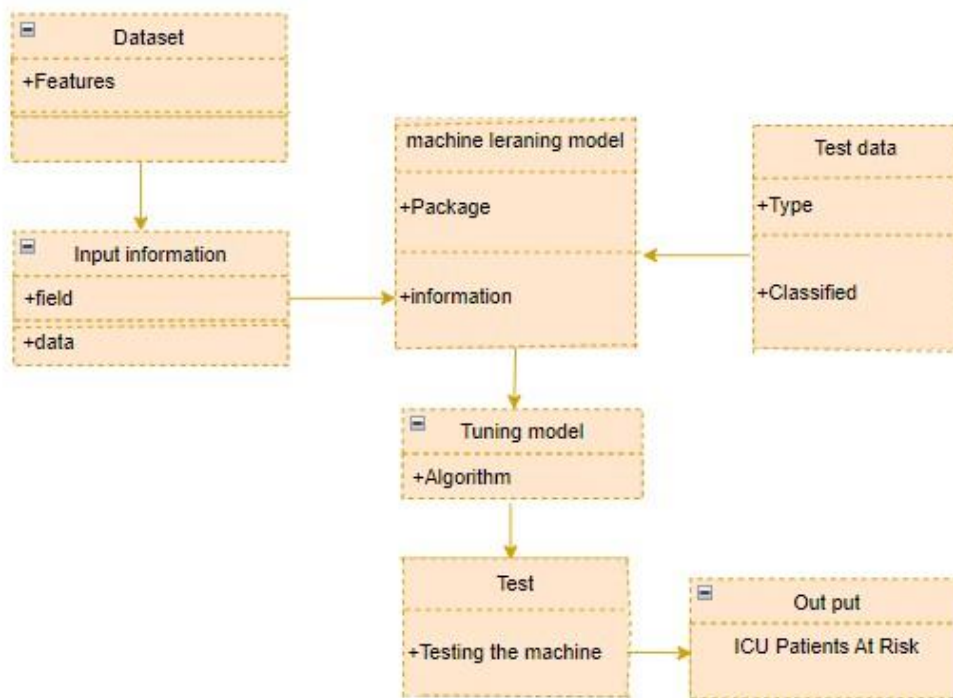 Dataset
+Features
Input information
+field
+data
machine leraning model
+Package
+information
Test data
+Type
+Classified
Tuning model
+Algorithm
Test
+Testing the machine
Out put
ICU Patients At Risk